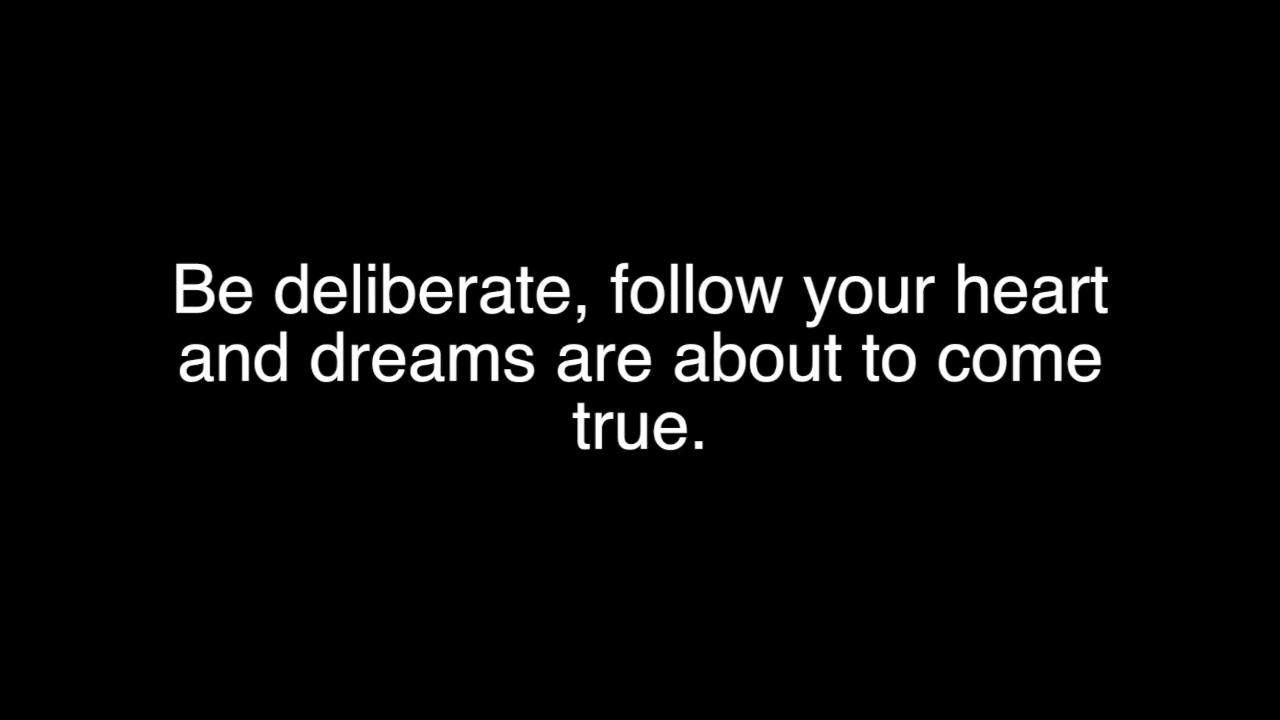 Be deliberate, follow your heart
and dreams are about to come
true.